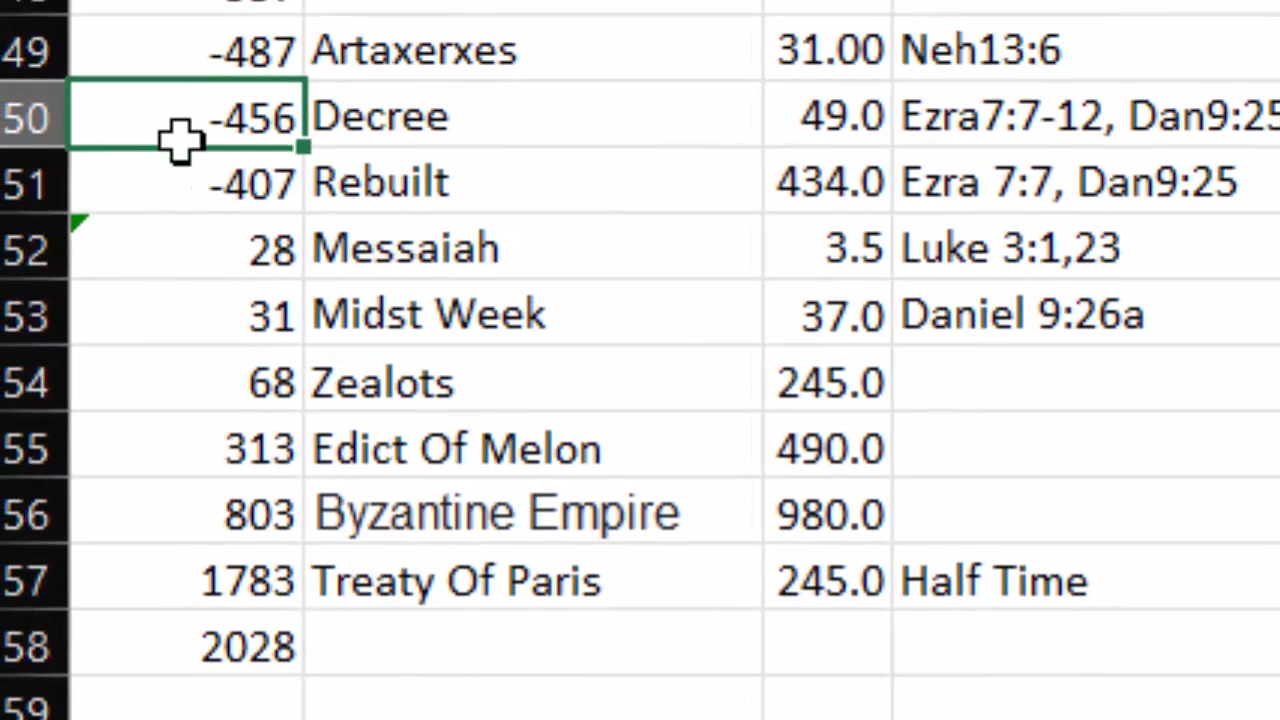 49 -487 Artaxerxes 31.00 Neh13:6
50 -456 Decree 49.0 Ezra7:7-12, Dan9:25
51 -407 Rebuilt 434.0 Ezra 7:7, Dan9:25
52 28 Messaiah 3.5 Luke 3:1,23
53 31 Midst Week 37.0 Daniel 9:26a
54 68 Zealots 245.0
55 313 Edict Of Melon 490.0
56 803 Byzantine Empire 980.0
57 1783 Treaty Of Paris 245.0 Half Time
58 2028
59